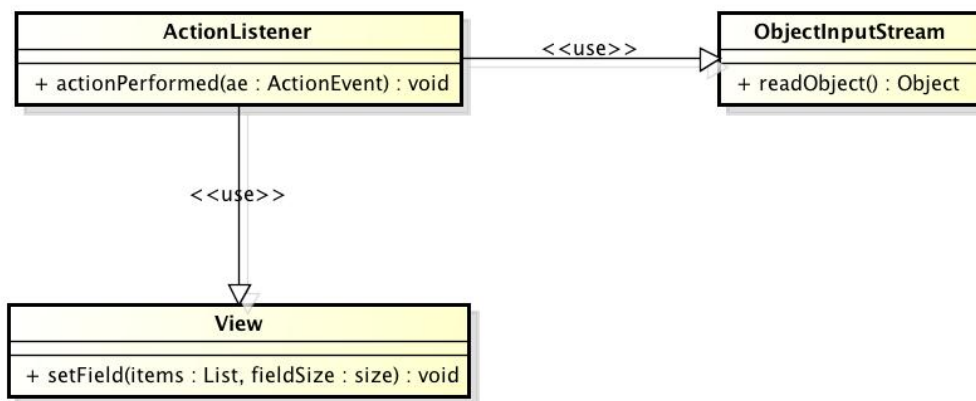 ActionListener
+ actionPerformed(ae : ActionEvent) : void
<<use>>
ObjectInputStream
+ readObject() : Object
<<use>>
View
+ setField(items : List, fieldSize : size) : void